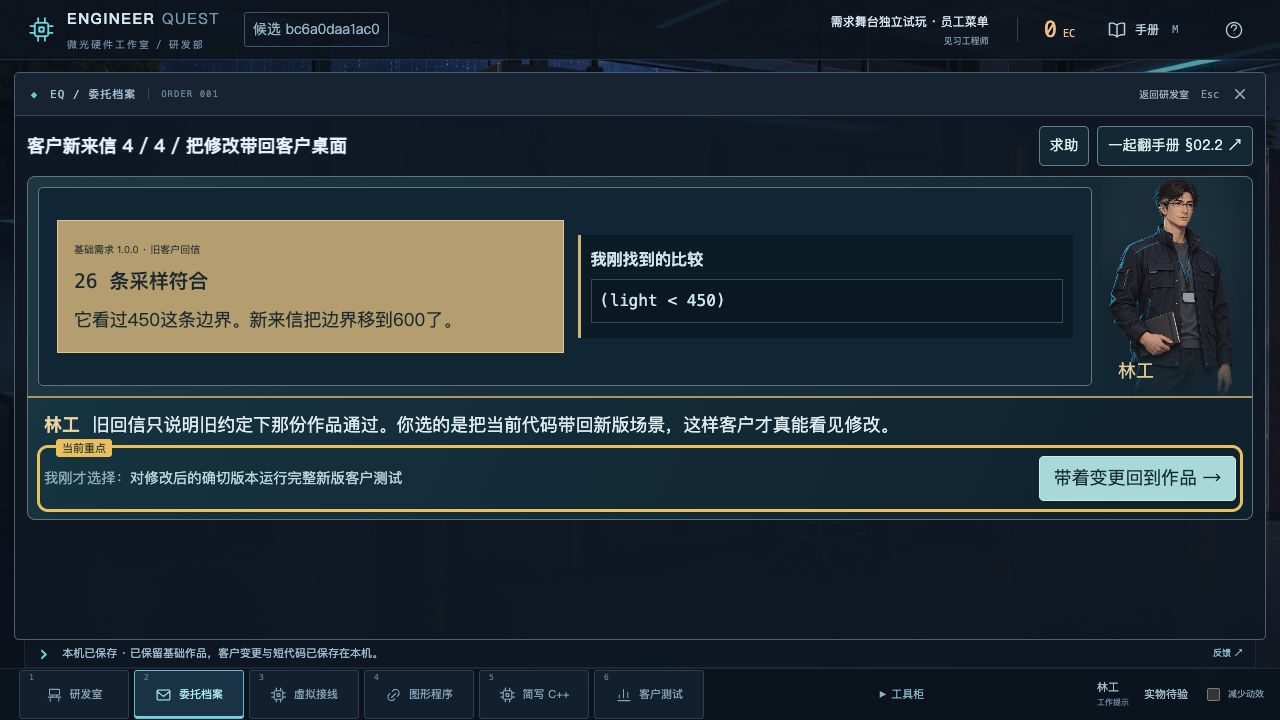 ENGINEER QUEST
微光硬件工作室 / 研发部
候选 bc6a0daa1ac0
需求舞台独立试玩 · 员工菜单
见习工程师
0 EC
手册 M
EQ / 委托档案
ORDER 001
返回研发室 Esc
客户新来信 4 / 4 / 把修改带回客户桌面
求助
一起翻手册 §02.2 ↗
基础需求 1.0.0 · 旧客户回信
26 条采样符合
它看过450这条边界。新来信把边界移到600了。
我刚找到的比较
(light < 450)
林工
林工 旧回信只说明旧约定下那份作品通过。你选的是把当前代码带回新版场景，这样客户才真能看见修改。
当前重点
我刚才选择：对修改后的确切版本运行完整新版客户测试
带着变更回到作品 →
本机已保存 · 已保留基础作品，客户变更与短代码已保存在本机。
反馈 ↗
1 研发室
2 委托档案
3 虚拟接线
4 图形程序
5 简写 C++
6 客户测试
工具柜
林工
工作提示
实物待验
减少动效